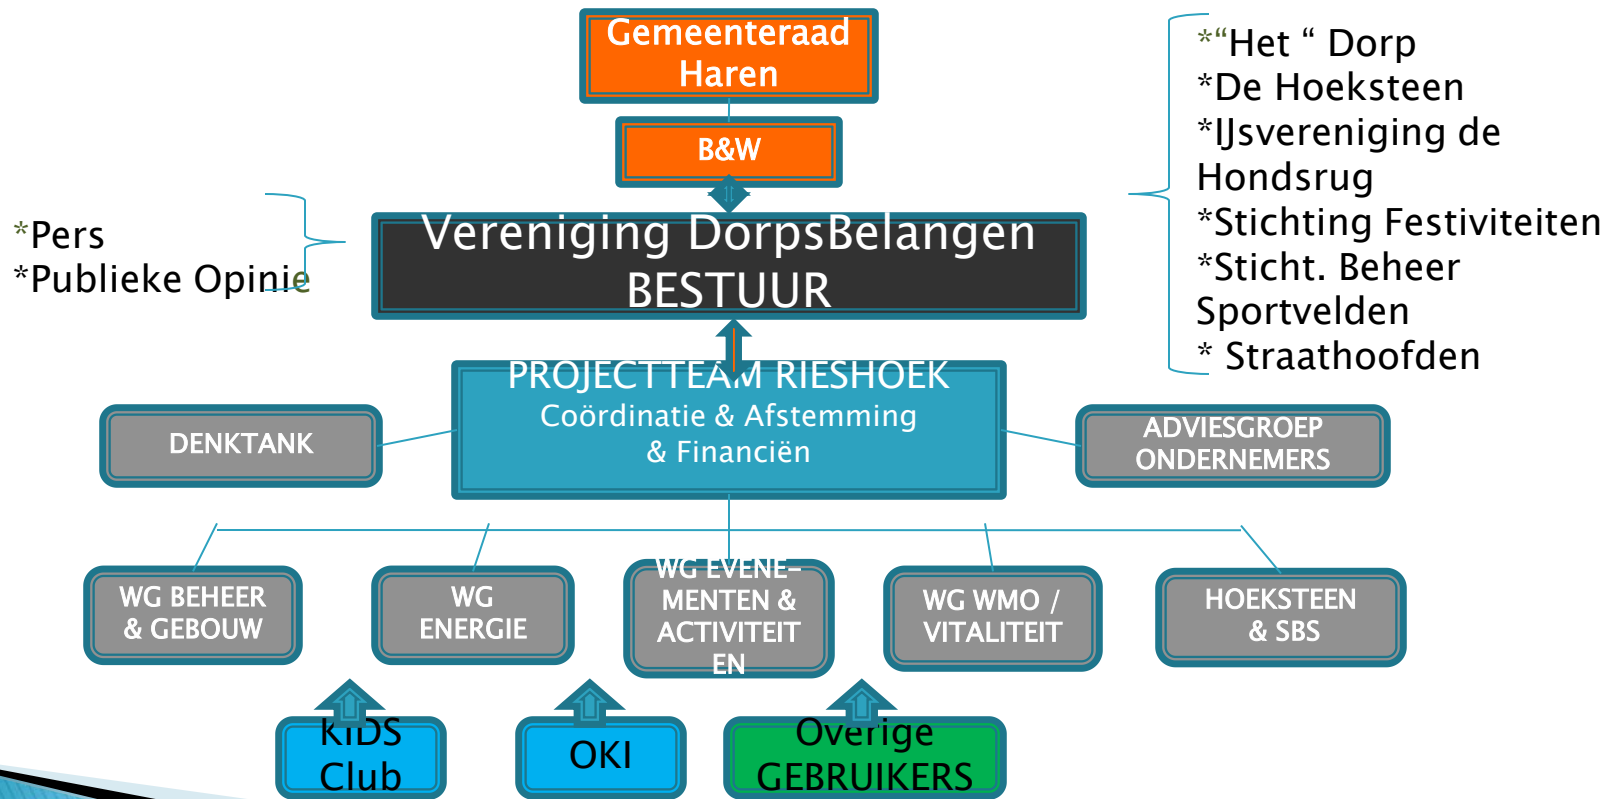 Gemeenteraad
Haren
B&W
*Pers
*Publieke Opinie
Vereniging DorpsBelangen
BESTUUR
*“Het “ Dorp
*De Hoeksteen
*IJsvereniging de
Hondsrug
*Stichting Festiviteiten
*Sticht. Beheer
Sportvelden
* Straathoofden
PROJECTTEAM RIESHOEK
Coördinatie & Afstemming
& Financiën
DENKTANK
ADVIESGROEP
ONDERNEMERS
WG BEHEER
& GEBOUW
WG
ENERGIE
WG EVENE-
MENTEN &
ACTIVITEIT
EN
WG WMO /
VITALITEIT
HOEKSTEEN
& SBS
KIDS
Club
OKI
Overige
GEBRUIKERS